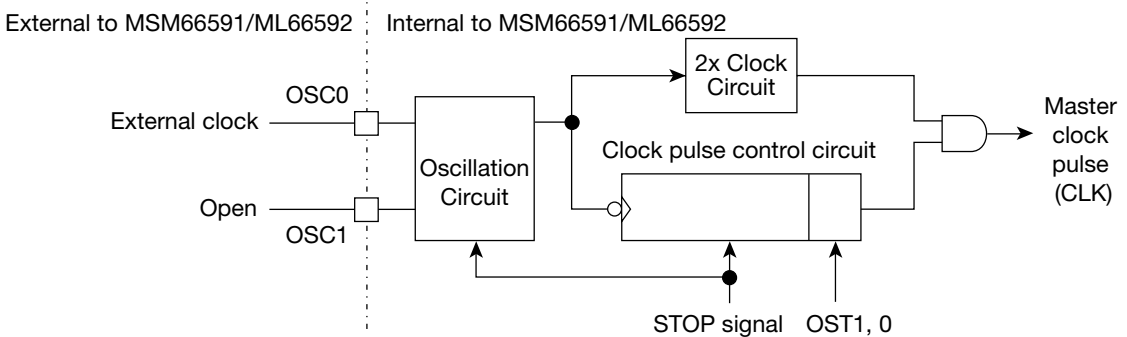 External to MSM66591/ML66592
Internal to MSM66591/ML66592
2x Clock
Circuit
OSC0
External clock
Master
clock
pulse
(CLK)
Clock pulse control circuit
Oscillation
Circuit
Open
OSC1
STOP signal
OST1, 0